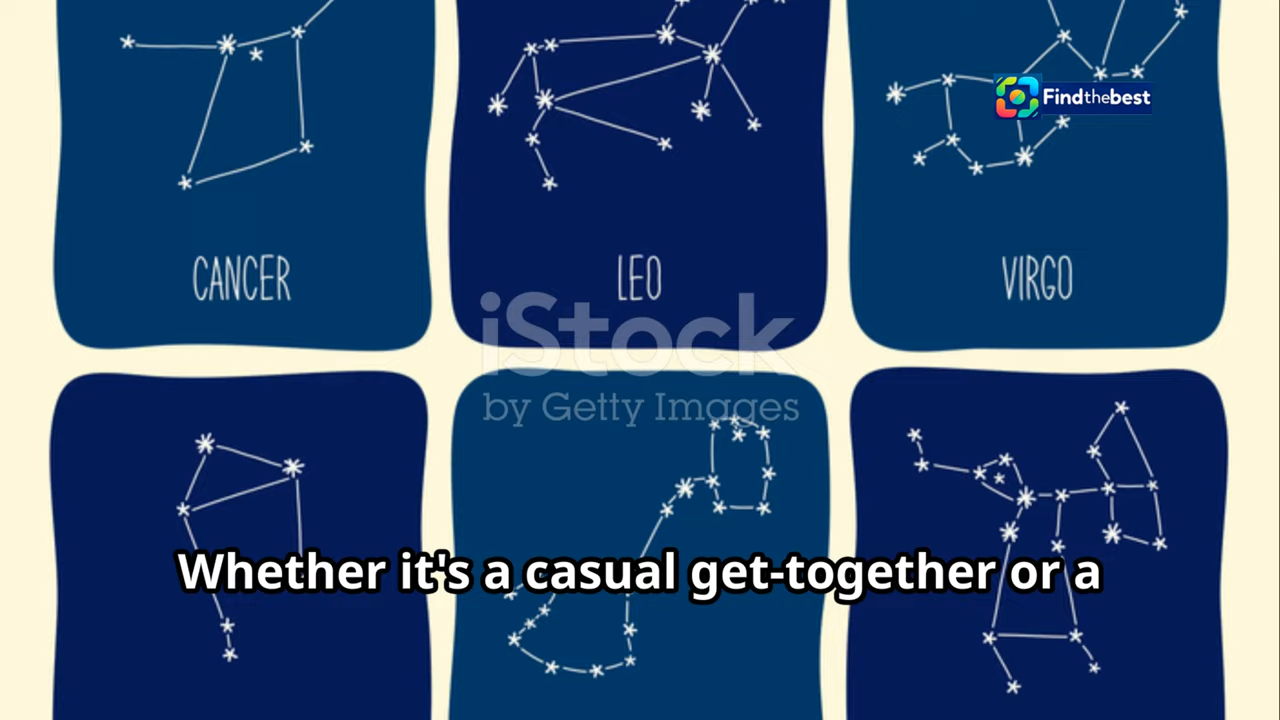 Findthebest
CANCER
LEO
VIRGO
iStock
by Getty Images
Whether it's a casual get-together or a